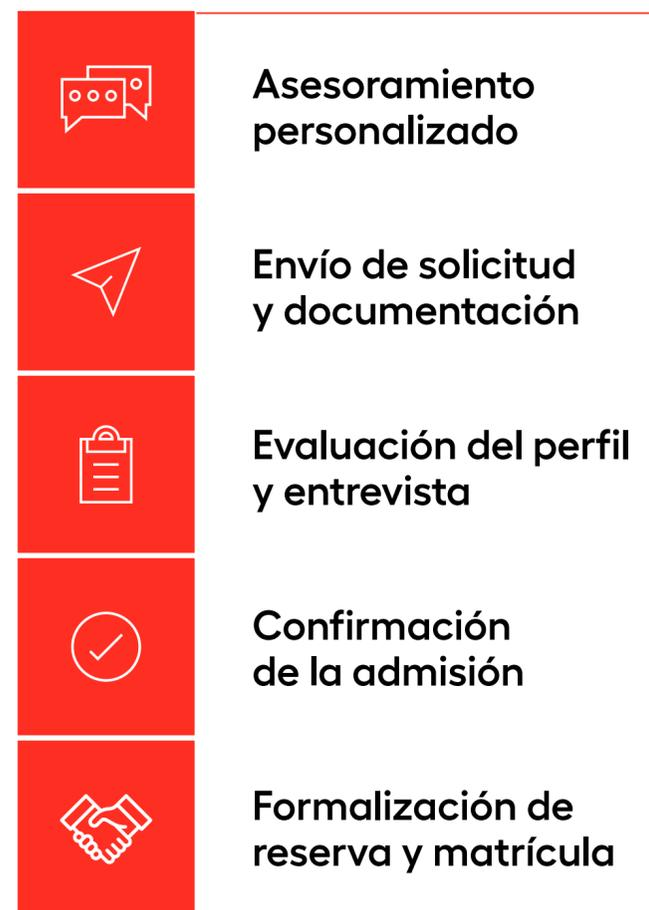 Asesoramiento
personalizado
Envío de solicitud
y documentación
Evaluación del perfil
y entrevista
Confirmación
de la admisión
Formalización de
reserva y matrícula